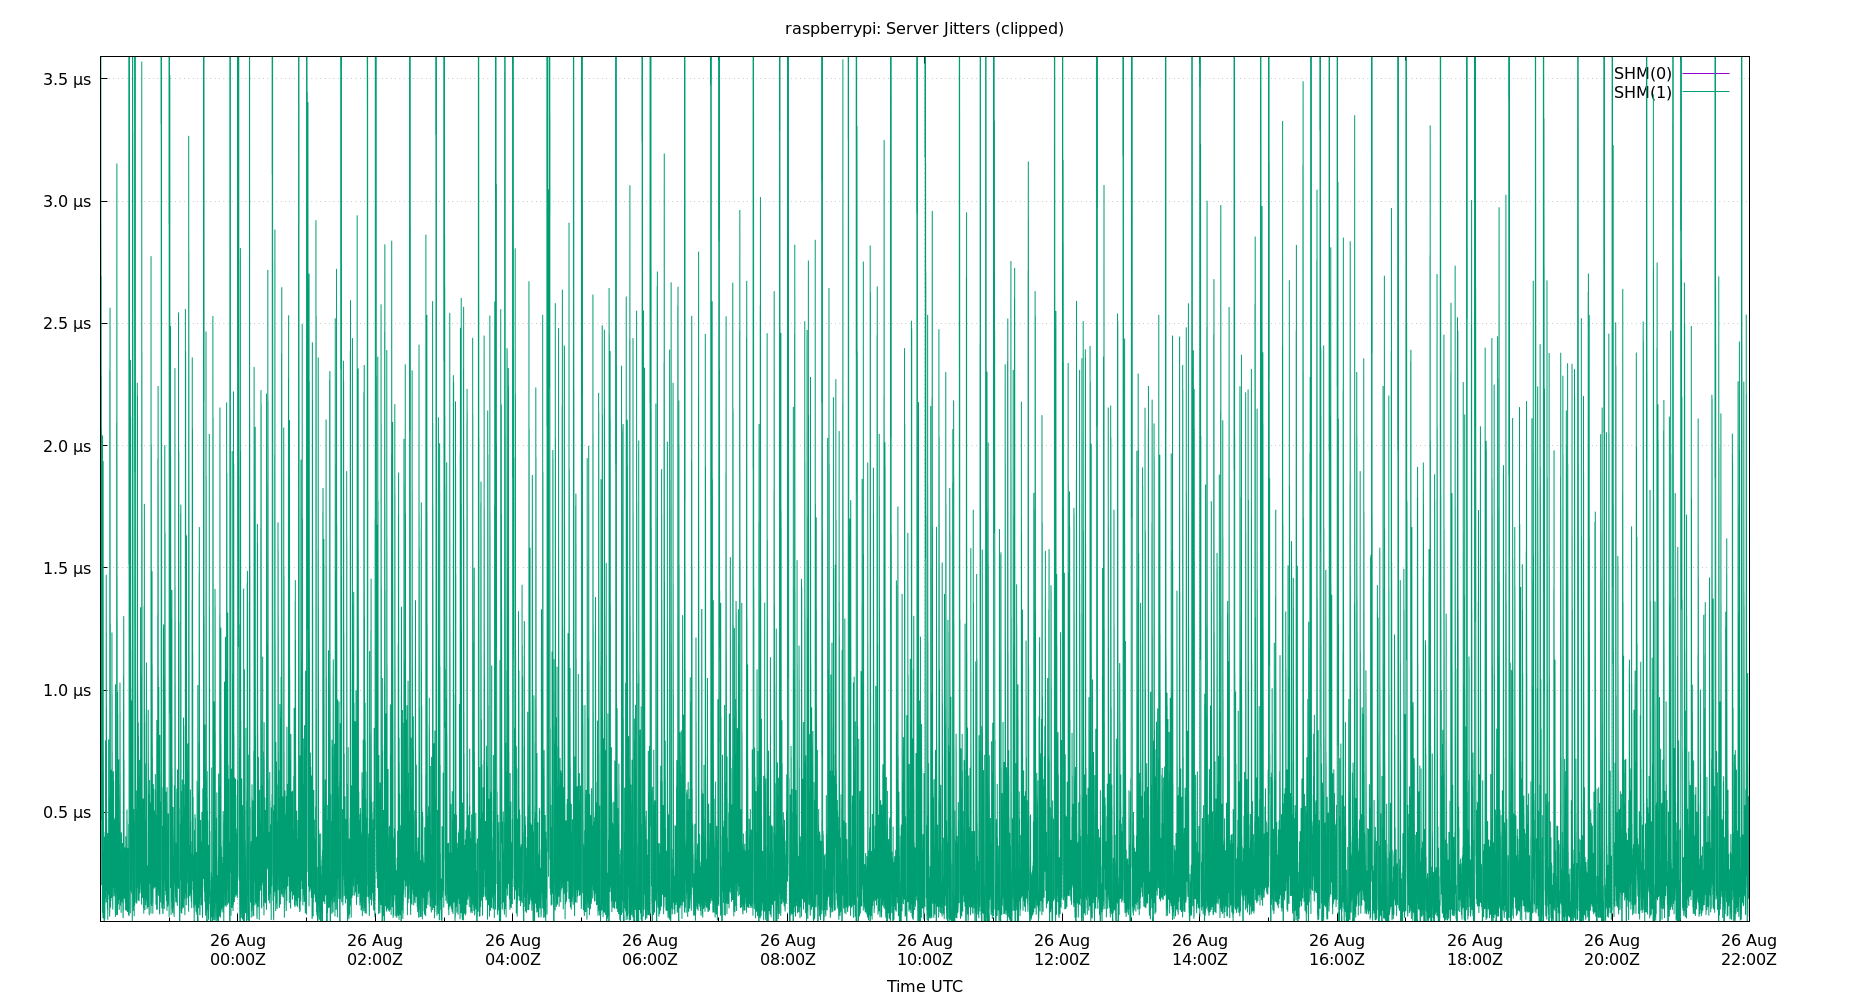 raspberrypi: Server Jitters (clipped)
SHM(0)
SHM(1)
3.5 µs
3.0 µs
2.5 µs
2.0 µs
1.5 µs
1.0 µs
0.5 µs
26 Aug 26 Aug 26 Aug 26 Aug 26 Aug 26 Aug 26 Aug 26 Aug 26 Aug 26 Aug 26 Aug 26 Aug
00:00Z 02:00Z 04:00Z 06:00Z 08:00Z 10:00Z 12:00Z 14:00Z 16:00Z 18:00Z 20:00Z 22:00Z
Time UTC